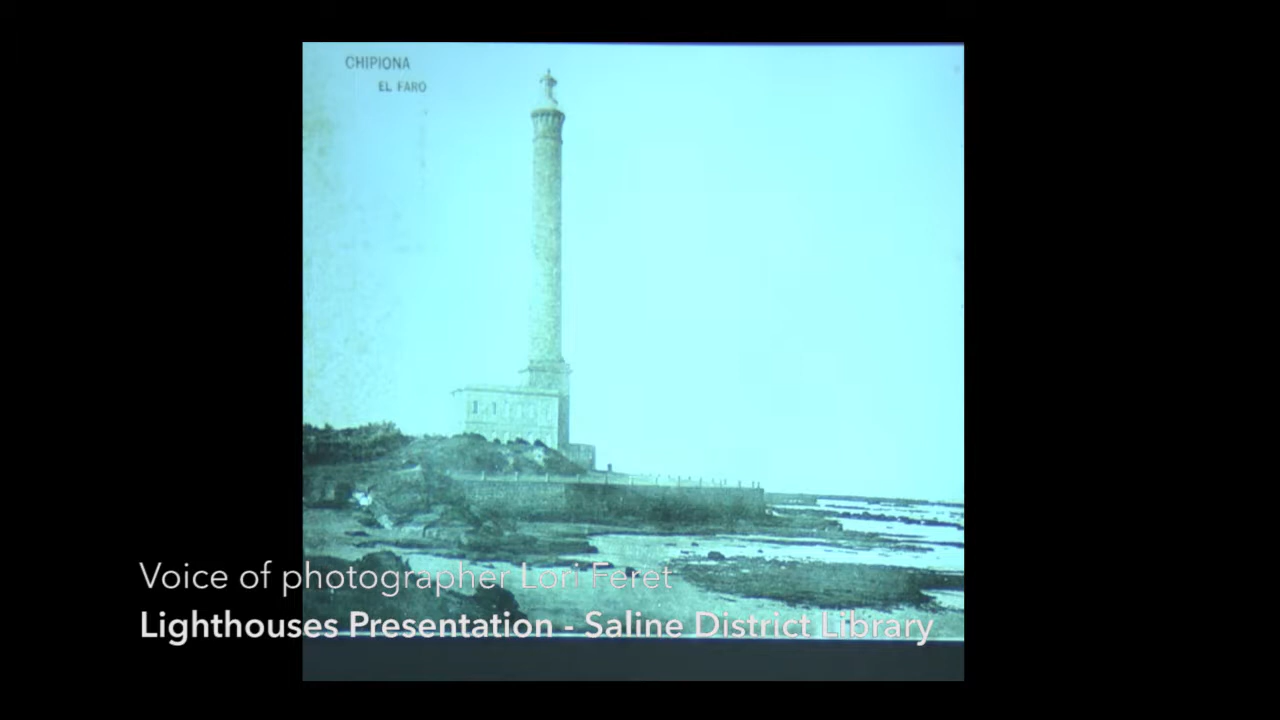 CHIPIONA
EL FARO
Voice of photographer Lori Feret
Lighthouses Presentation - Saline District Library